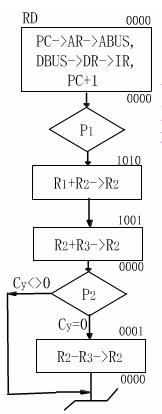 RD 0000
PC->AR->ABUS,
DBUS->DR->IR,
PC+1
0000
P1
1010
R1+R2->R2
1001
R2+R3->R2
0000
Cy<>0 P2
Cy=0
0001
R2-R3->R2
0000